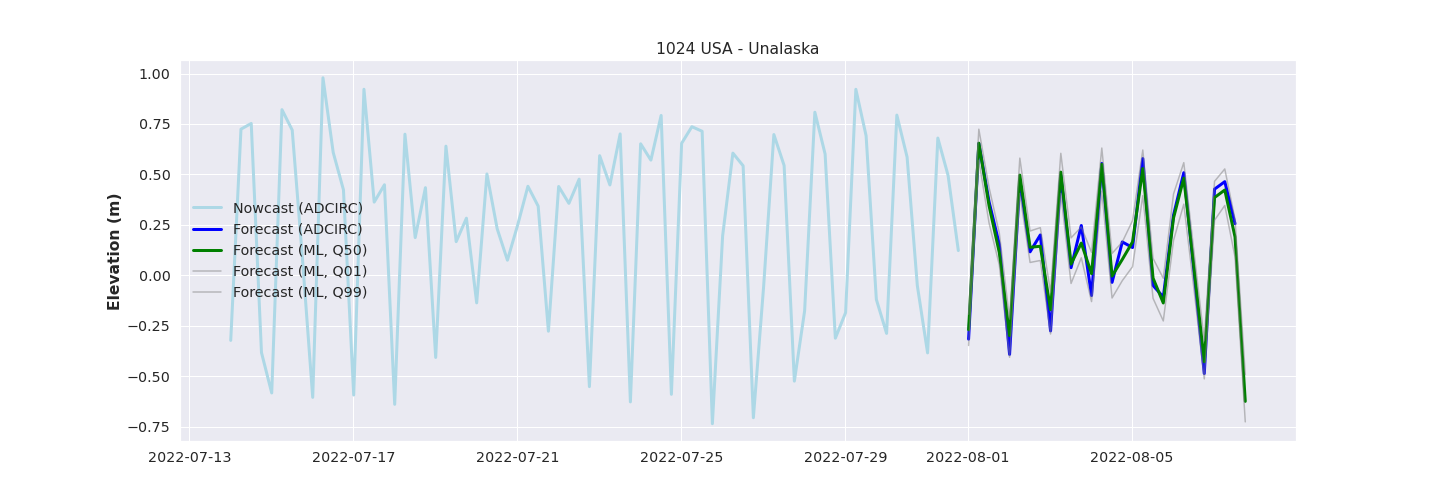 1024 USA - Unalaska
Elevation (m)
1.00
0.75
0.50
0.25
0.00
−0.25
−0.50
−0.75
Nowcast (ADCIRC)
Forecast (ADCIRC)
Forecast (ML, Q50)
Forecast (ML, Q01)
Forecast (ML, Q99)
2022-07-13 2022-07-17 2022-07-21 2022-07-25 2022-07-29 2022-08-01 2022-08-05